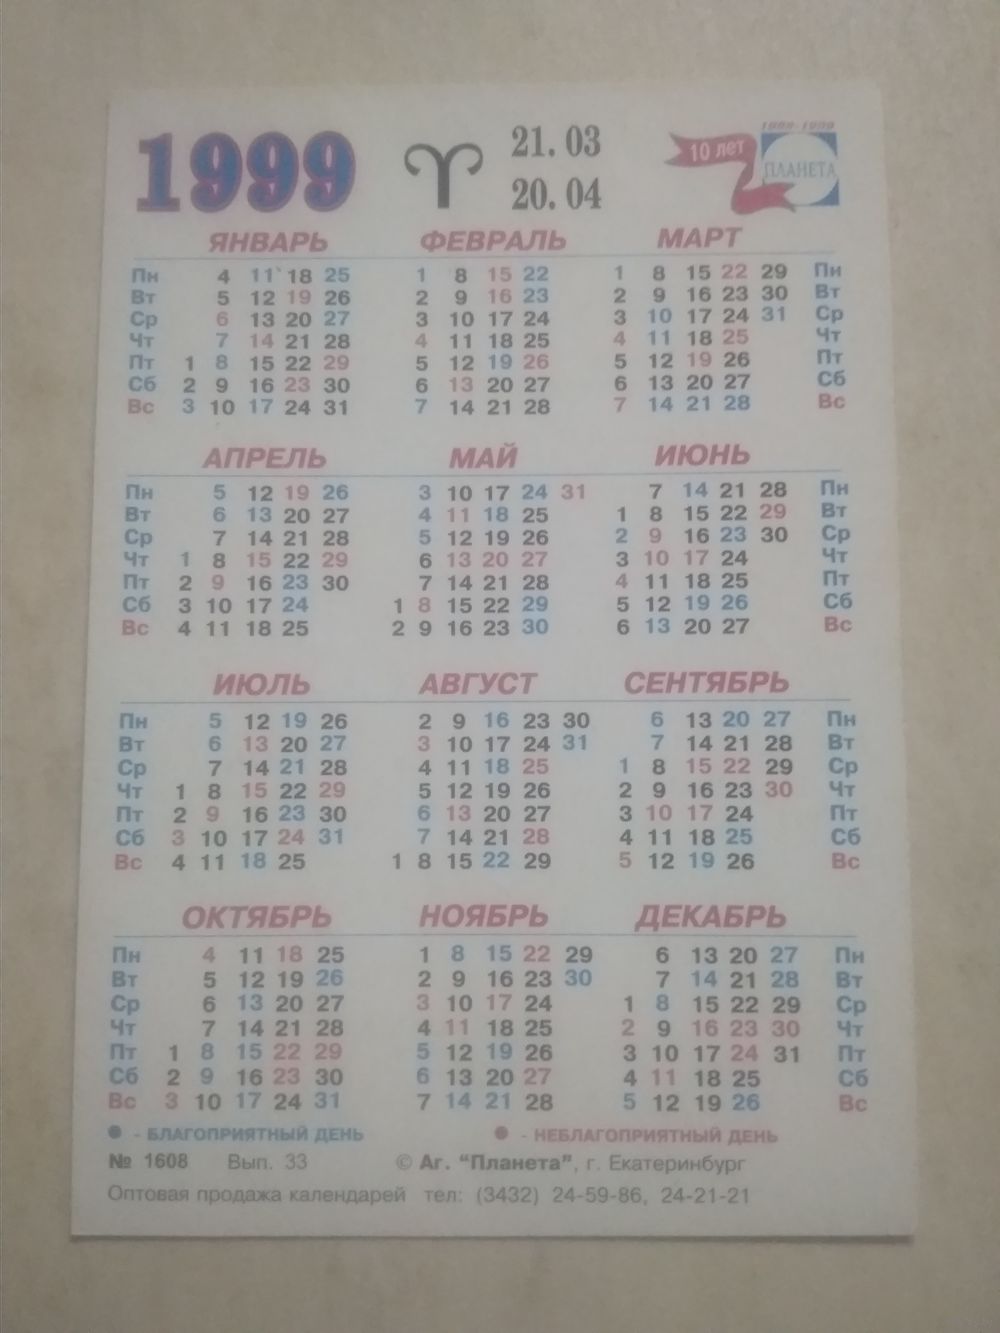 1999 21.03
20.04
1989-1999
10 лет
ПЛАНЕТА
ЯНВАРЬ ФЕВРАЛЬ МАРТ
Пн 4 11 18 25 1 8 15 22 1 8 15 22 29 Пн
Вт 5 12 19 26 2 9 16 23 2 9 16 23 30 Вт
Ср 6 13 20 27 3 10 17 24 3 10 17 24 31 Ср
Чт 7 14 21 28 4 11 18 25 4 11 18 25 Чт
Пт 1 8 15 22 29 5 12 19 26 5 12 19 26 Пт
Сб 2 9 16 23 30 6 13 20 27 6 13 20 27 Сб
Вс 3 10 17 24 31 7 14 21 28 7 14 21 28 Вс
АПРЕЛЬ МАЙ ИЮНЬ
Пн 5 12 19 26 3 10 17 24 31 7 14 21 28 Пн
Вт 6 13 20 27 4 11 18 25 1 8 15 22 29 Вт
Ср 7 14 21 28 5 12 19 26 2 9 16 23 30 Ср
Чт 1 8 15 22 29 6 13 20 27 3 10 17 24 Чт
Пт 2 9 16 23 30 7 14 21 28 4 11 18 25 Пт
Сб 3 10 17 24 1 8 15 22 29 5 12 19 26 Сб
Вс 4 11 18 25 2 9 16 23 30 6 13 20 27 Вс
ИЮЛЬ АВГУСТ СЕНТЯБРЬ
Пн 5 12 19 26 2 9 16 23 30 6 13 20 27 Пн
Вт 6 13 20 27 3 10 17 24 31 7 14 21 28 Вт
Ср 7 14 21 28 4 11 18 25 1 8 15 22 29 Ср
Чт 1 8 15 22 29 5 12 19 26 2 9 16 23 30 Чт
Пт 2 9 16 23 30 6 13 20 27 3 10 17 24 Пт
Сб 3 10 17 24 31 7 14 21 28 4 11 18 25 Сб
Вс 4 11 18 25 1 8 15 22 29 5 12 19 26 Вс
ОКТЯБРЬ НОЯБРЬ ДЕКАБРЬ
Пн 4 11 18 25 1 8 15 22 29 6 13 20 27 Пн
Вт 5 12 19 26 2 9 16 23 30 7 14 21 28 Вт
Ср 6 13 20 27 3 10 17 24 1 8 15 22 29 Ср
Чт 7 14 21 28 4 11 18 25 2 9 16 23 30 Чт
Пт 1 8 15 22 29 5 12 19 26 3 10 17 24 31 Пт
Сб 2 9 16 23 30 6 13 20 27 4 11 18 25 Сб
Вс 3 10 17 24 31 7 14 21 28 5 12 19 26 Вс
- БЛАГОПРИЯТНЫЙ ДЕНЬ - НЕБЛАГОПРИЯТНЫЙ ДЕНЬ
№ 1608 Вып. 33 © Аг. "Планета", г. Екатеринбург
Оптовая продажа календарей тел: (3432) 24-59-86, 24-21-21